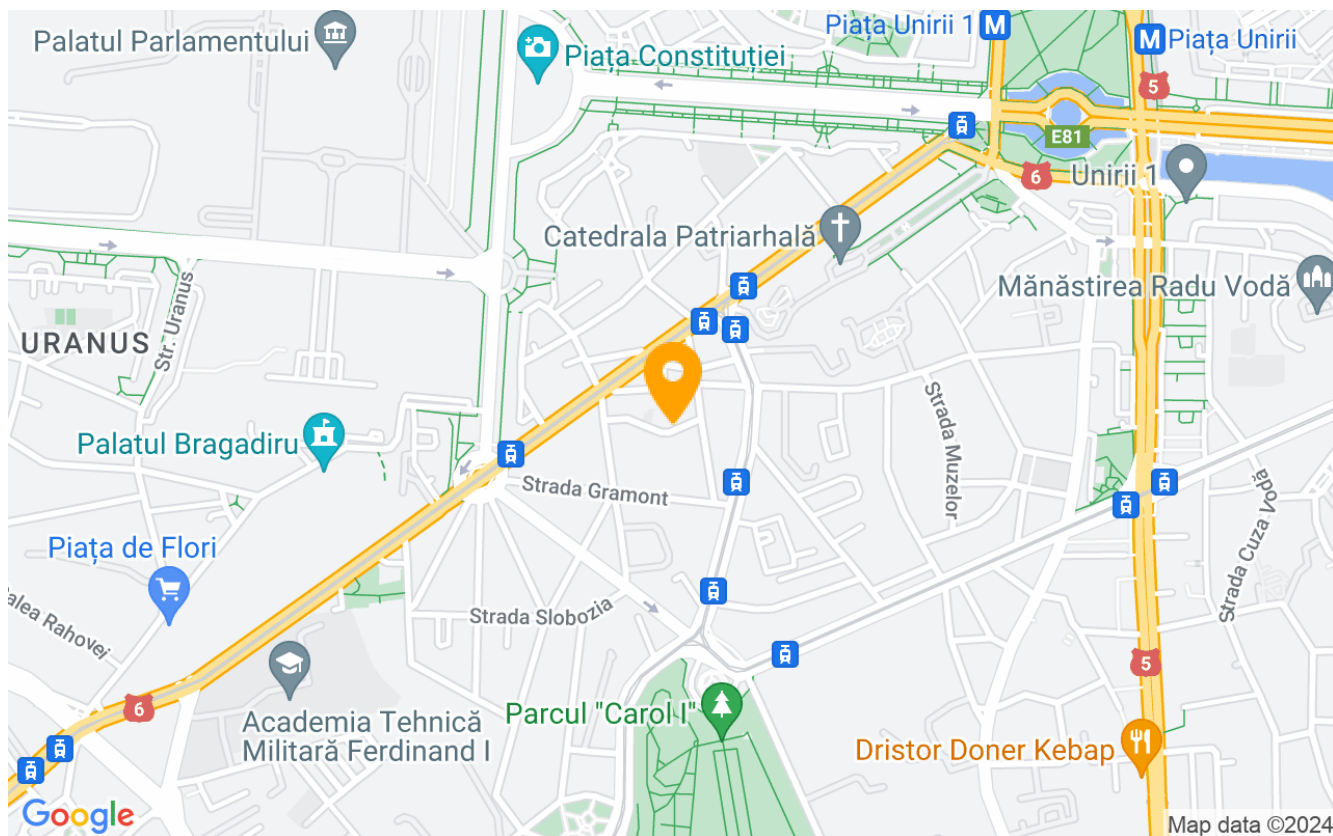 Palatul Parlamentului
Piața Constituției
Piața Unirii 1
M
M
Piața Unirii
5
E81
6
Unirii 1
Catedrala Patriarhală
Mănăstirea Radu Vodă
URANUS
Str. Uranus
Palatul Bragadiru
Strada Muzelor
Strada Gramont
Strada Cuza Vodă
Piața de Flori
alea Rahovei
Strada Slobozia
5
6
Academia Tehnică
Militară Ferdinand I
Parcul "Carol I"
Dristor Doner Kebap
Google
Map data ©2024